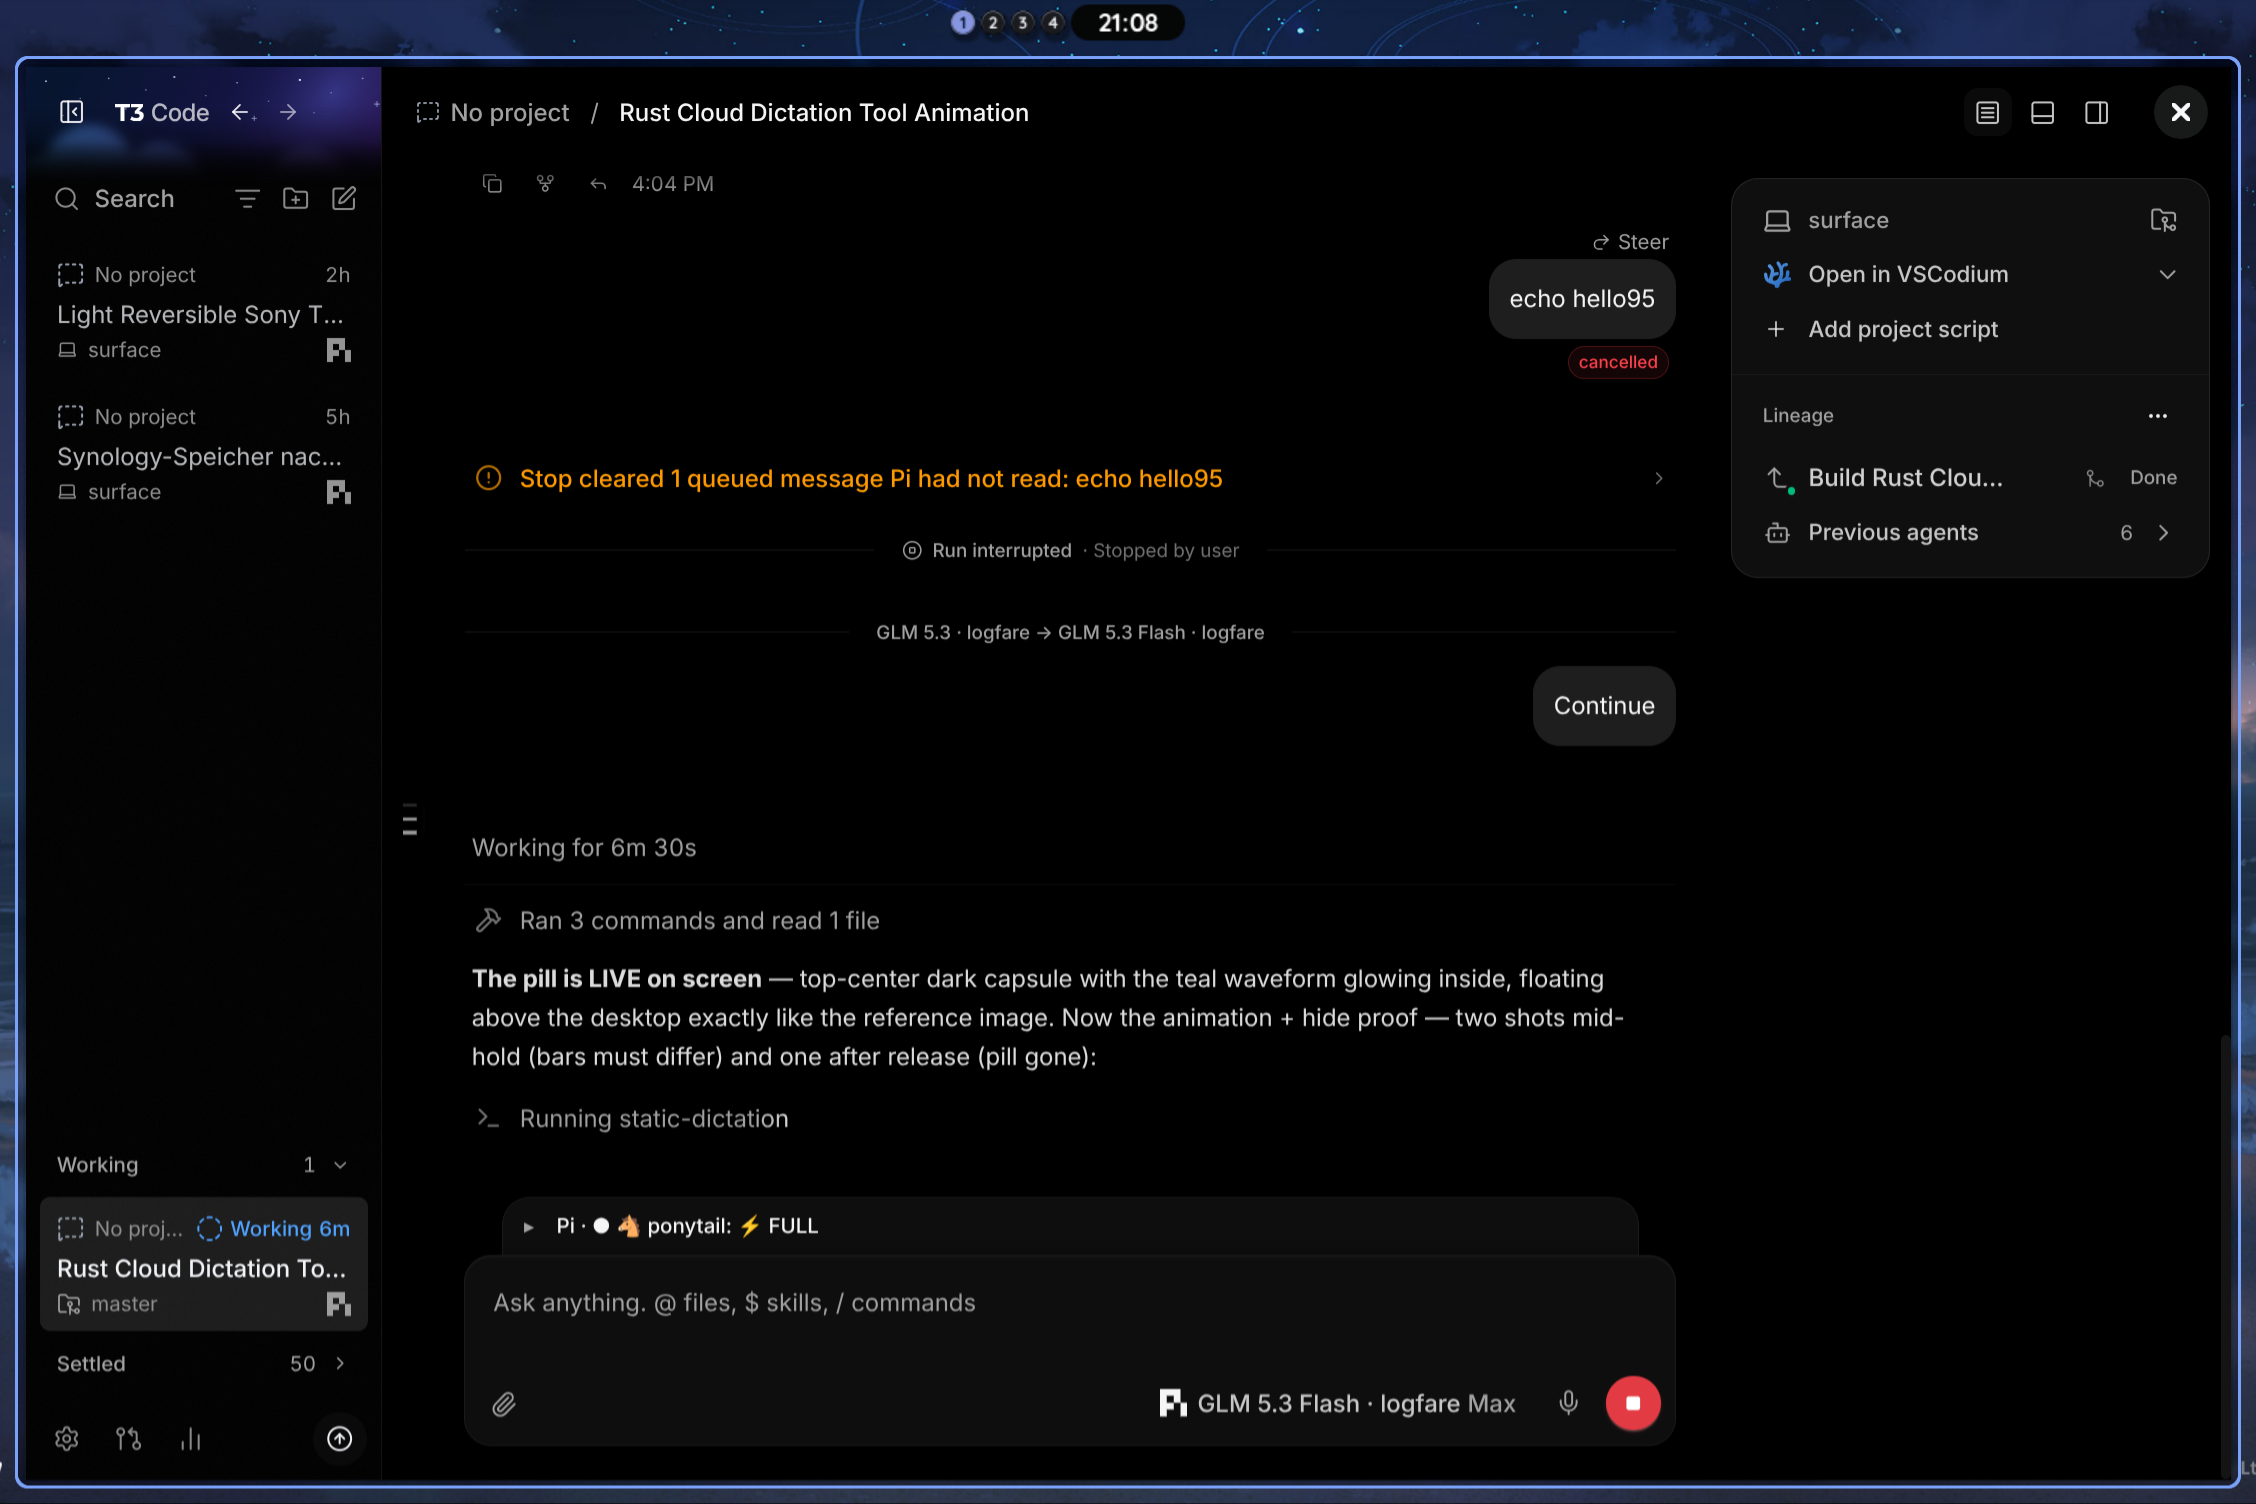 1 2 3 4 21:08
T3 Code
Search
No project 2h
Light Reversible Sony T...
surface
No project 5h
Synology-Speicher nac...
surface
Working 1
No proj... Working 6m
Rust Cloud Dictation To...
master
Settled 50
No project / Rust Cloud Dictation Tool Animation
4:04 PM
Steer
echo hello95
cancelled
Stop cleared 1 queued message Pi had not read: echo hello95
Run interrupted · Stopped by user
GLM 5.3 · logfare → GLM 5.3 Flash · logfare
Continue
Working for 6m 30s
Ran 3 commands and read 1 file
The pill is LIVE on screen — top-center dark capsule with the teal waveform glowing inside, floating
above the desktop exactly like the reference image. Now the animation + hide proof — two shots mid-
hold (bars must differ) and one after release (pill gone):
Running static-dictation
Pi · ● 🐴 ponytail: ⚡ FULL
Ask anything. @ files, $ skills, / commands
GLM 5.3 Flash · logfare Max
surface
Open in VSCodium
Add project script
Lineage
Build Rust Clou... Done
Previous agents 6